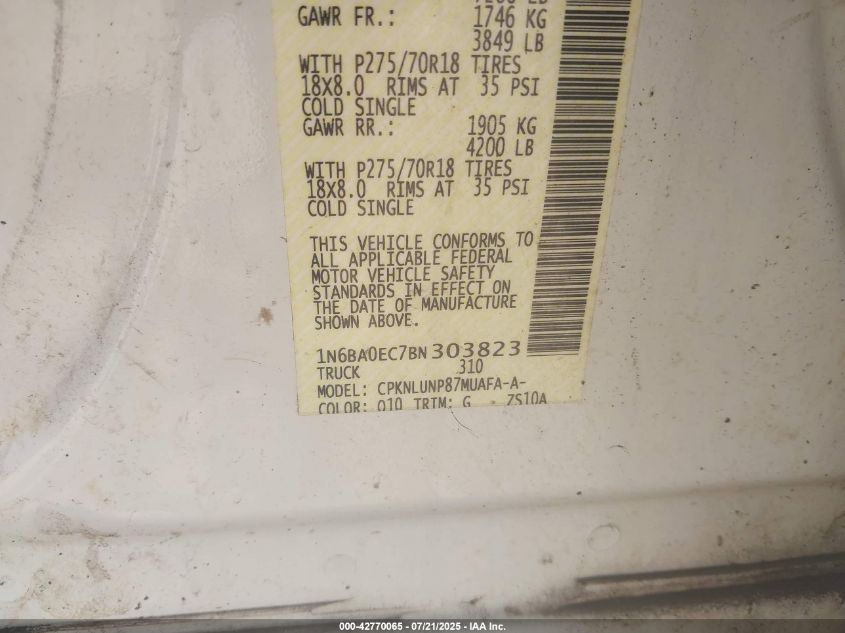 GAWR FR.: 1746 KG
3849 LB
WITH P275/70R18 TIRES
18X8.0 RIMS AT 35 PSI
COLD SINGLE
GAWR RR.: 1905 KG
4200 LB
WITH P275/70R18 TIRES
18X8.0 RIMS AT 35 PSI
COLD SINGLE
THIS VEHICLE CONFORMS TO
ALL APPLICABLE FEDERAL
MOTOR VEHICLE SAFETY
STANDARDS IN EFFECT ON
THE DATE OF MANUFACTURE
SHOWN ABOVE.
1N6BA0EC7BN303823
TRUCK 310
MODEL: CPKNLUNP87MUAFA-A-
COLOR: Q10 TRIM: G ZS10A
000-42770065 - 07/21/2025 - IAA Inc.